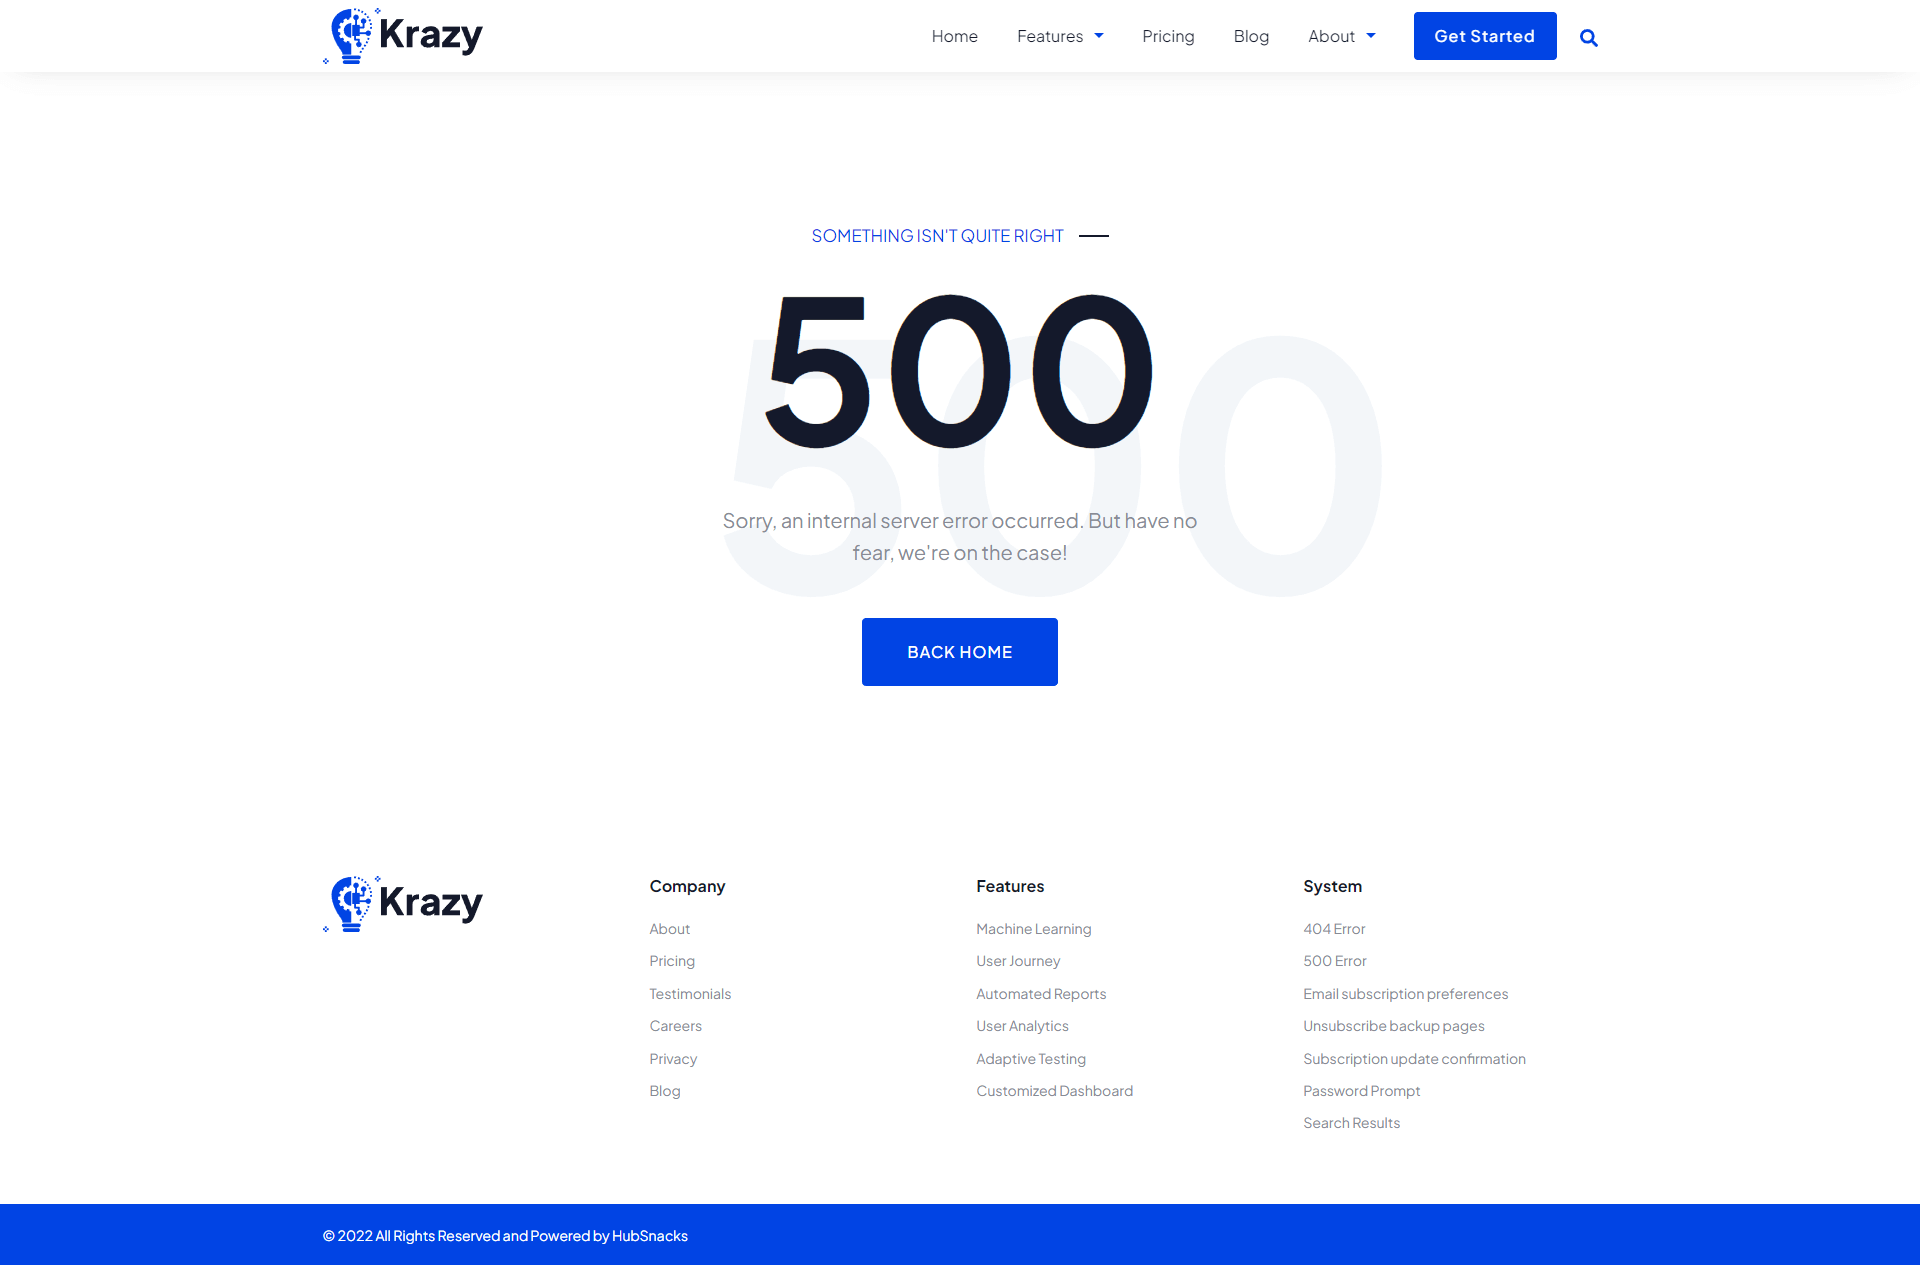 Krazy
Home Features Pricing Blog About Get Started
SOMETHING ISN'T QUITE RIGHT
500
500
Sorry, an internal server error occurred. But have no
fear, we're on the case!
BACK HOME
Krazy
Company
About
Pricing
Testimonials
Careers
Privacy
Blog
Features
Machine Learning
User Journey
Automated Reports
User Analytics
Adaptive Testing
Customized Dashboard
System
404 Error
500 Error
Email subscription preferences
Unsubscribe backup pages
Subscription update confirmation
Password Prompt
Search Results
© 2022 All Rights Reserved and Powered by HubSnacks